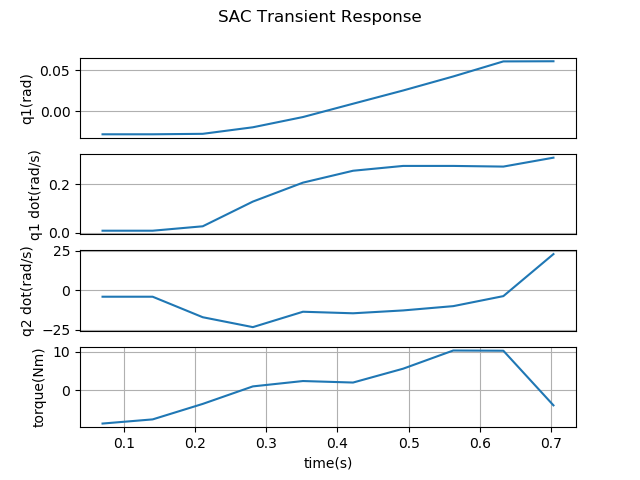 SAC Transient Response
q1(rad)
0.05
0.00
q1 dot(rad/s)
0.2
0.0
q2 dot(rad/s)
25
0
−25
torque(Nm)
10
0
0.1 0.2 0.3 0.4 0.5 0.6 0.7
time(s)